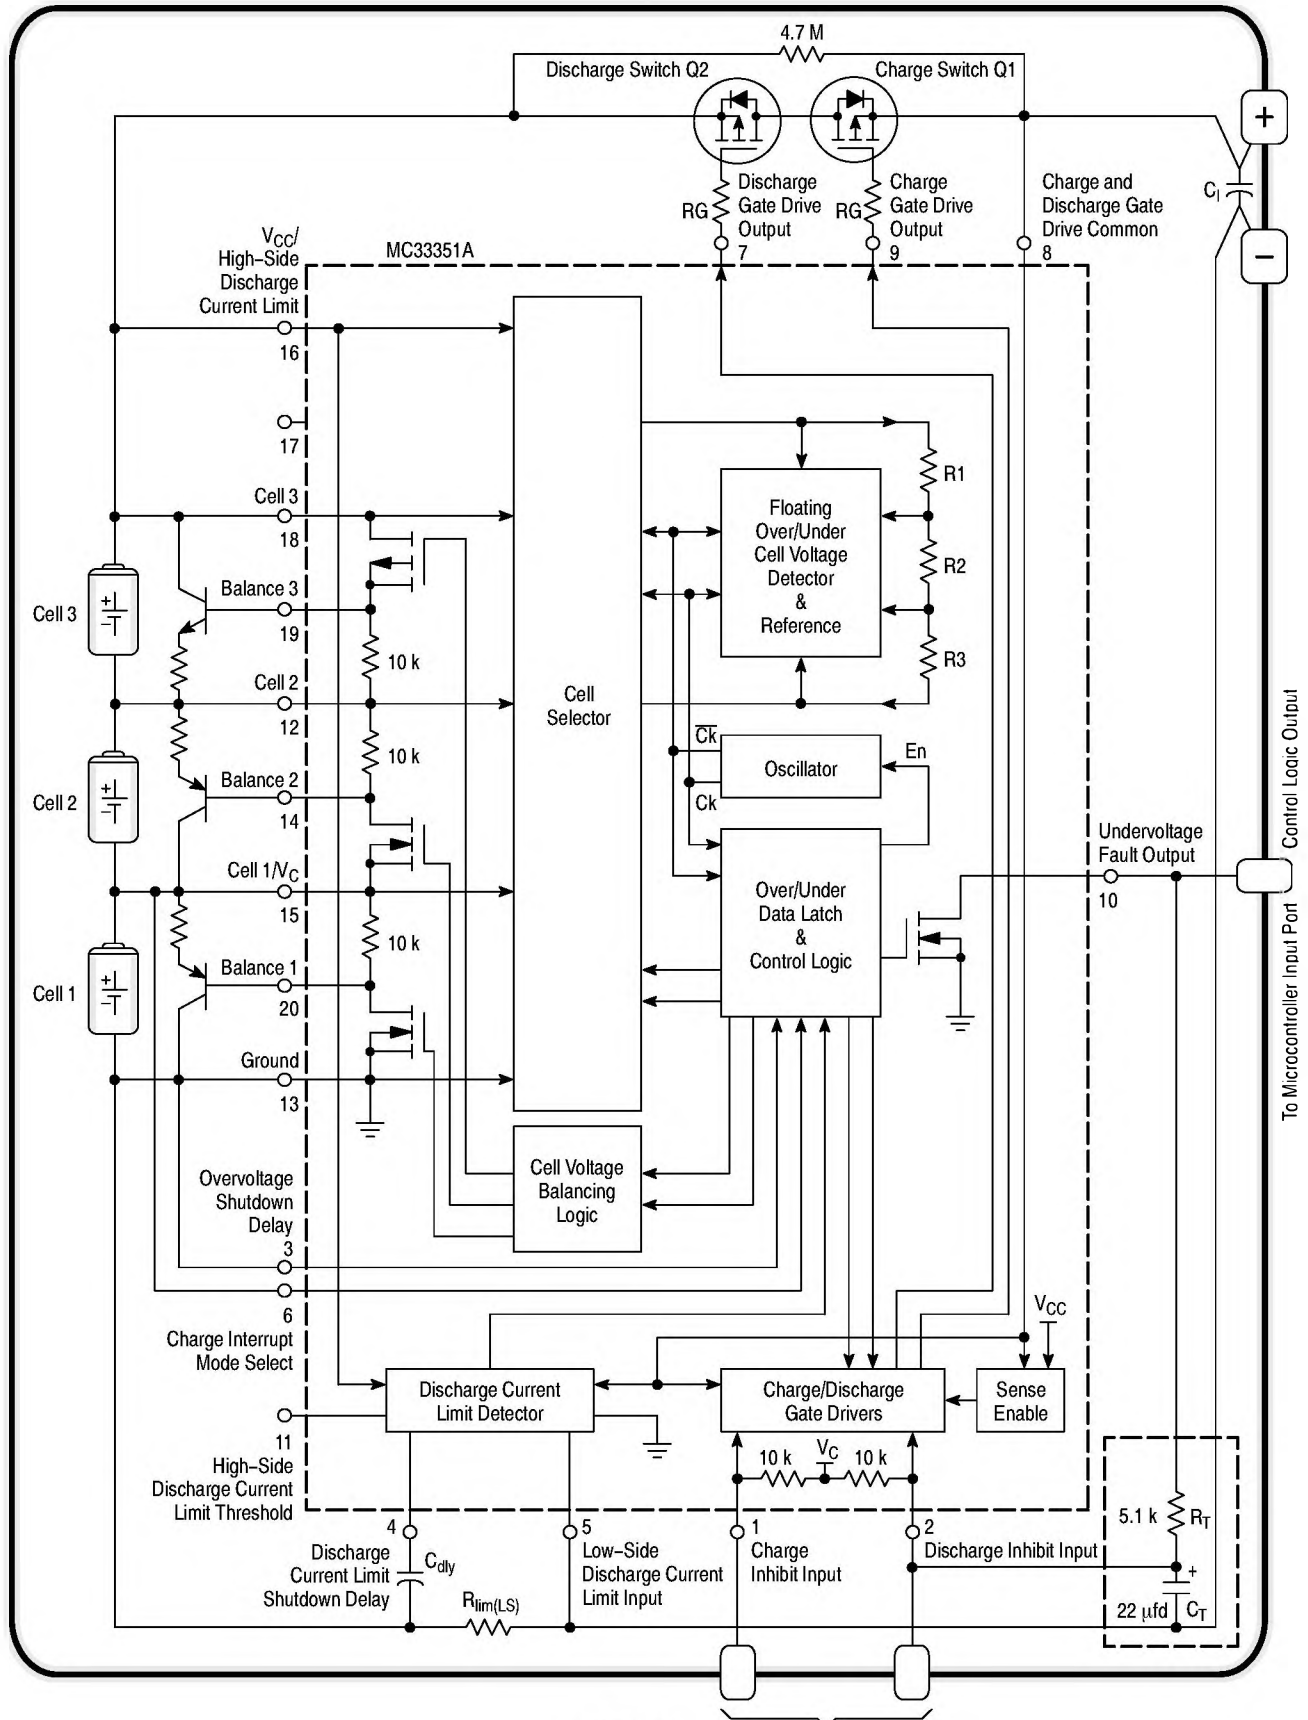 4.7 M
Discharge Switch Q2
Charge Switch Q1
+
CI
−
RG
Discharge
Gate Drive
Output
7
RG
Charge
Gate Drive
Output
9
Charge and
Discharge Gate
Drive Common
8
VCC/
High–Side
Discharge
Current Limit
16
MC33351A
17
Cell 3
18
Balance 3
19
Cell 2
12
Balance 2
14
Cell 1/VC
15
Balance 1
20
Ground
13
Cell 3
+
−
Cell 2
+
−
Cell 1
+
−
10 k
10 k
10 k
Cell
Selector
Floating
Over/Under
Cell Voltage
Detector
&
Reference
R1
R2
R3
C̅k̅
Ck
Oscillator
En
Over/Under
Data Latch
&
Control Logic
Undervoltage
Fault Output
10
To Microcontroller Input Port Control Logic Output
Cell Voltage
Balancing
Logic
Overvoltage
Shutdown
Delay
3
6
Charge Interrupt
Mode Select
VCC
Discharge Current
Limit Detector
Charge/Discharge
Gate Drivers
Sense
Enable
11
High–Side
Discharge Current
Limit Threshold
10 k
VC
10 k
4
Discharge
Current Limit
Shutdown Delay
Cdly
5
Low–Side
Discharge Current
Limit Input
Rlim(LS)
1
Charge
Inhibit Input
2
Discharge Inhibit Input
5.1 k
RT
+
22 µfd
CT